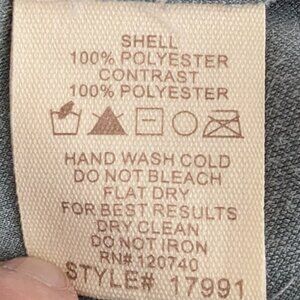 SHELL
100% POLYESTER
CONTRAST
100% POLYESTER
HAND WASH COLD
DO NOT BLEACH
FLAT DRY
FOR BEST RESULTS
DRY CLEAN
DO NOT IRON
RN# 120740
STYLE# 17991